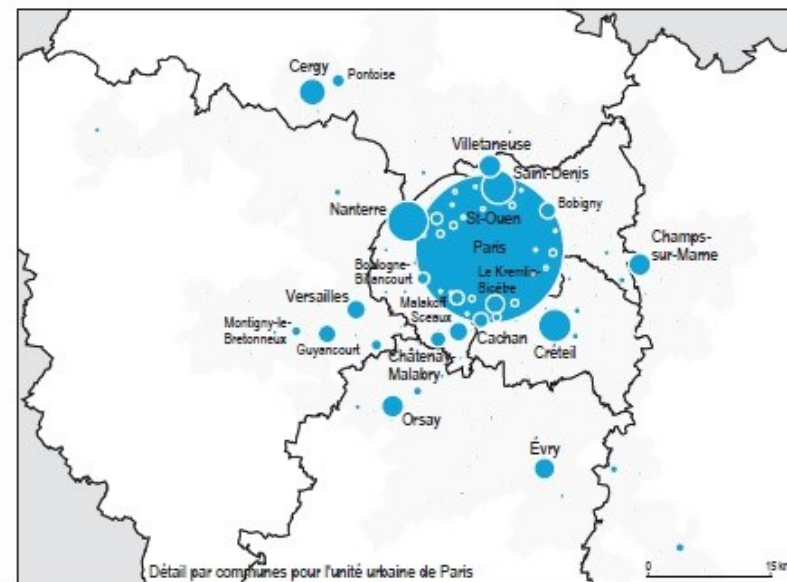 Cergy
Pontoise
Villetaneuse
Saint-Denis
Nanterre
Bobigny
St-Ouen
Paris
Champs-
sur-Marne
Boulogne-
Billancourt
Le Kremlin-
Bicêtre
Versailles
Malakoff
Sceaux
Montigny-le-
Bretonneux
Guyancourt
Cachan
Créteil
Châtenay-
Malabry
Orsay
Évry
Détail par communes pour l'unité urbaine de Paris
0 15 km